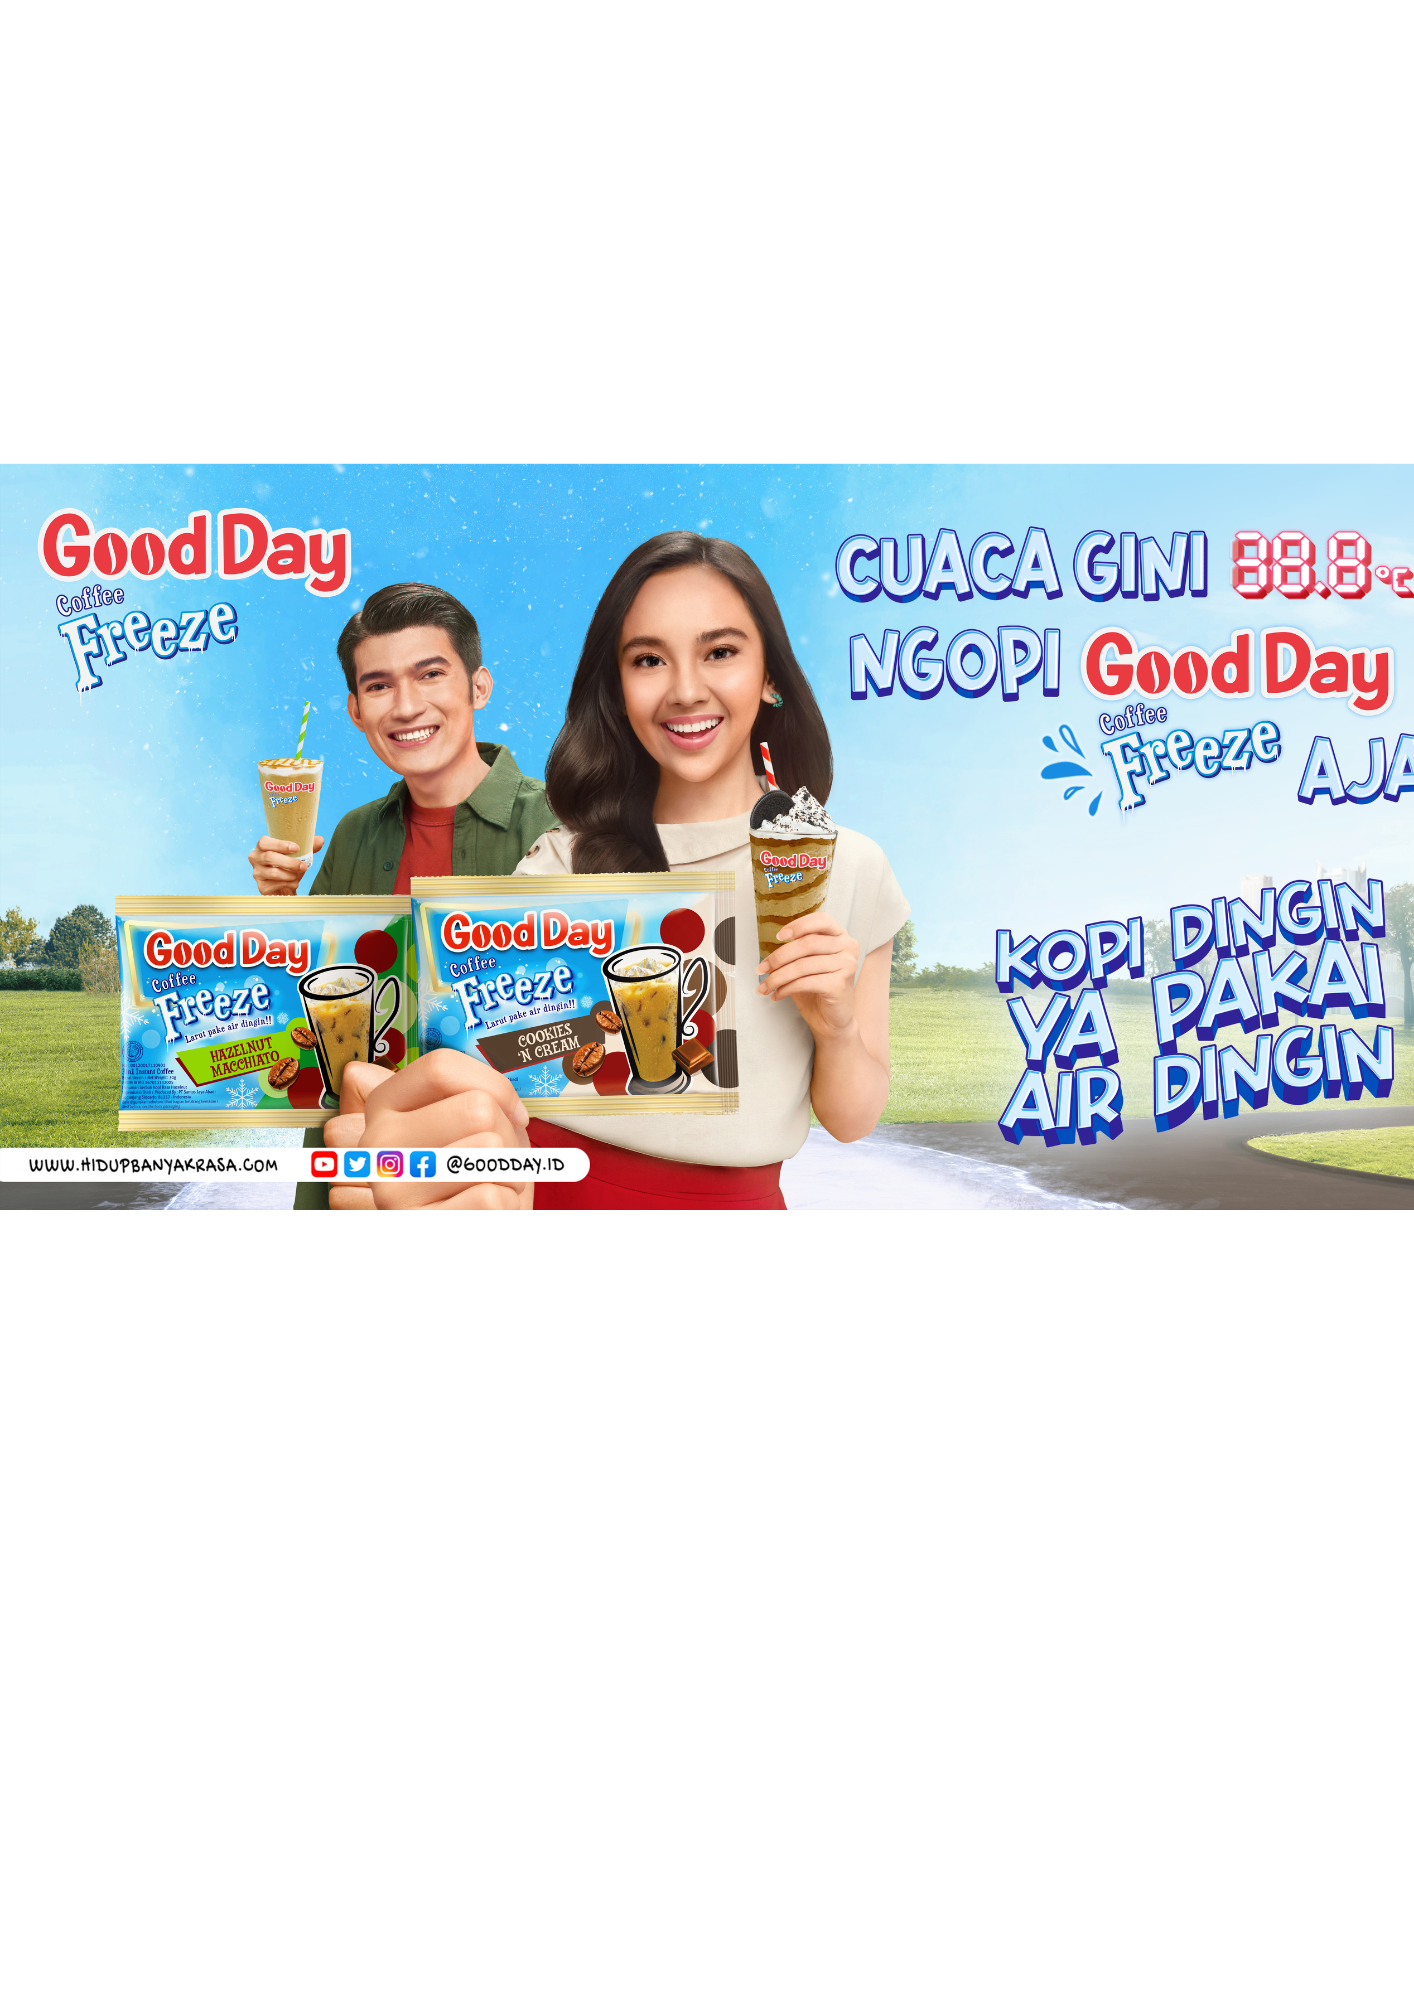 Good Day
Coffee
Freeze
CUACA GINI 38.8°C
NGOPI Good Day
Coffee
Freeze AJA
Good Day
Freeze
Good Day
Coffee
Freeze
Good Day
Coffee
Freeze
Larut pake air dingin!!
HAZELNUT
MACCHIATO
Good Day
Coffee
Freeze
Larut pake air dingin!!
COOKIES
'N CREAM
KOPI DINGIN
YA PAKAI
AIR DINGIN
WWW.HIDUPBANYAKRASA.COM
@GOODDAY.ID